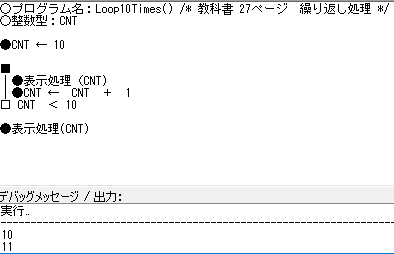 ○プログラム名：Loop10Times() /* 教科書 27ページ　繰り返し処理 */
○整数型：CNT
●CNT ← 10
■
│●表示処理（CNT)
│●CNT ←　CNT　＋　1
□ CNT　＜ 10
●表示処理(CNT)
デバッグメッセージ / 出力:
実行..
--------------------------------------------------
10
11